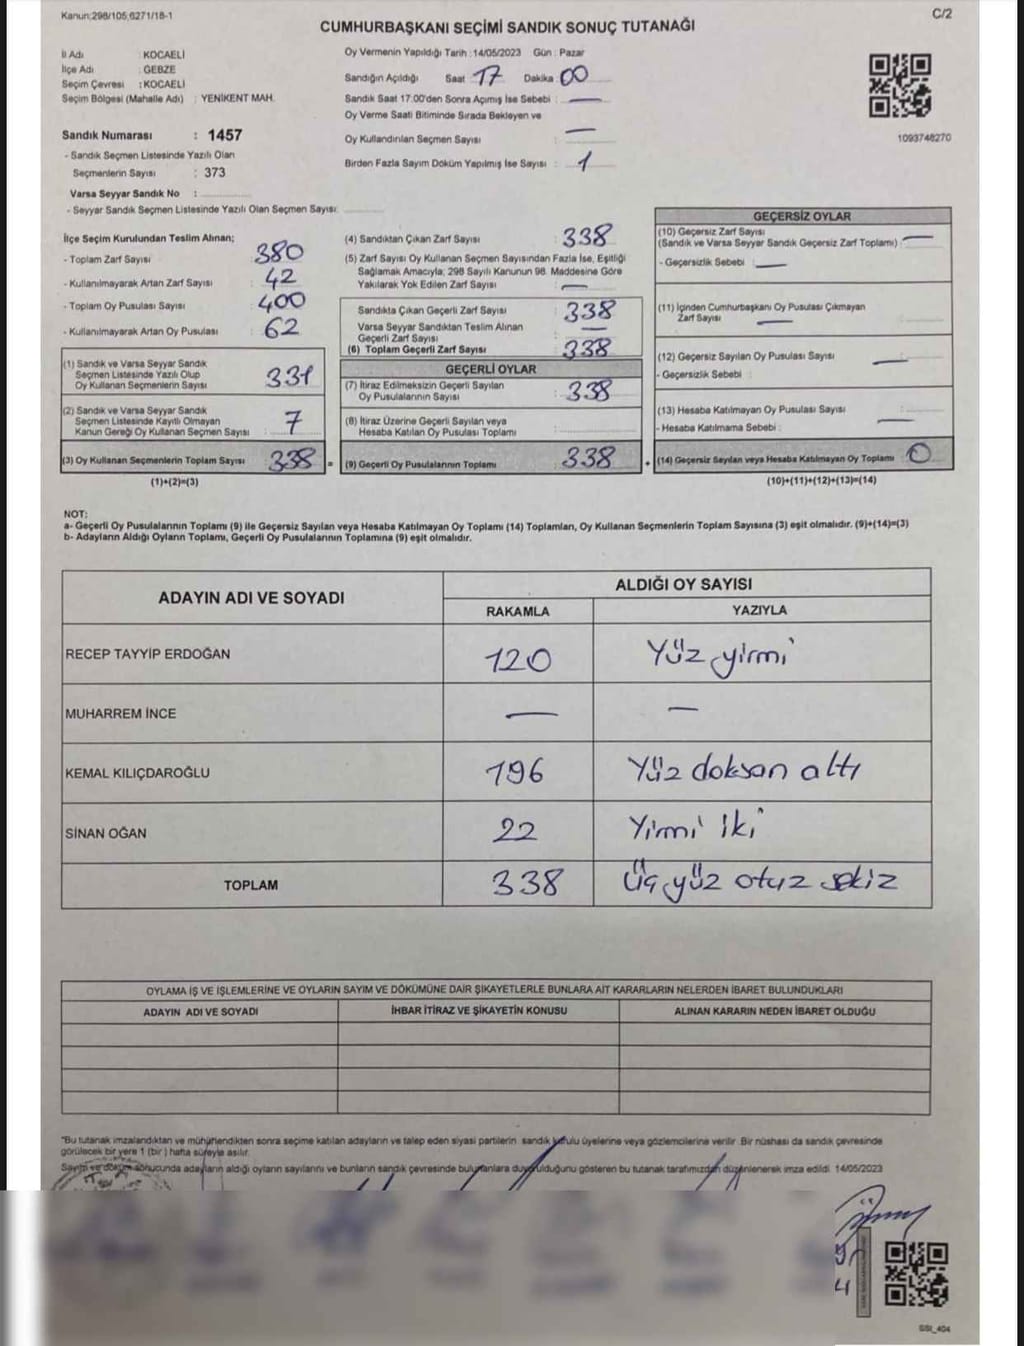 Kanun:298/105,6271/18-1
C/2
CUMHURBAŞKANI SEÇİMİ SANDIK SONUÇ TUTANAĞI
İl Adı : KOCAELİ
İlçe Adı : GEBZE
Seçim Çevresi : KOCAELİ
Seçim Bölgesi (Mahalle Adı) : YENİKENT MAH.
Sandık Numarası : 1457
- Sandık Seçmen Listesinde Yazılı Olan
Seçmenlerin Sayısı : 373
Varsa Seyyar Sandık No :
- Seyyar Sandık Seçmen Listesinde Yazılı Olan Seçmen Sayısı:
Oy Vermenin Yapıldığı Tarih : 14/05/2023 Gün : Pazar
Sandığın Açıldığı Saat 17 Dakika : 00
Sandık Saat 17.00'den Sonra Açımış İse Sebebi : —
Oy Verme Saati Bitiminde Sırada Bekleyen ve
Oy Kullandırılan Seçmen Sayısı : —
Birden Fazla Sayım Döküm Yapılmış İse Sayısı : 1
1093748270
İlçe Seçim Kurulundan Teslim Alınan;
- Toplam Zarf Sayısı : 380
- Kullanılmayarak Artan Zarf Sayısı : 42
- Toplam Oy Pusulası Sayısı : 400
- Kullanılmayarak Artan Oy Pusulası : 62
(1) Sandık ve Varsa Seyyar Sandık
Seçmen Listesinde Yazılı Olup
Oy Kullanan Seçmenlerin Sayısı 331
(2) Sandık ve Varsa Seyyar Sandık
Seçmen Listesinde Kayıtlı Olmayan
Kanun Gereği Oy Kullanan Seçmen Sayısı : 7
(3) Oy Kullanan Seçmenlerin Toplam Sayısı 338 =
(1)+(2)=(3)
(4) Sandıktan Çıkan Zarf Sayısı : 338
(5) Zarf Sayısı Oy Kullanan Seçmen Sayısından Fazla İse, Eşitliği
Sağlamak Amacıyla; 298 Sayılı Kanunun 98. Maddesine Göre
Yakılarak Yok Edilen Zarf Sayısı : —
Sandıkta Çıkan Geçerli Zarf Sayısı : 338
Varsa Seyyar Sandıktan Teslim Alınan
Geçerli Zarf Sayısı : —
(6) Toplam Geçerli Zarf Sayısı 338
GEÇERLİ OYLAR
(7) İtiraz Edilmeksizin Geçerli Sayılan
Oy Pusulalarının Sayısı : 338
(8) İtiraz Üzerine Geçerli Sayılan veya
Hesaba Katılan Oy Pusulası Toplamı :
(9) Geçerli Oy Pusulalarının Toplamı : 338 +
GEÇERSİZ OYLAR
(10) Geçersiz Zarf Sayısı
(Sandık ve Varsa Seyyar Sandık Geçersiz Zarf Toplamı) : —
- Geçersizlik Sebebi : —
(11) İçinden Cumhurbaşkanı Oy Pusulası Çıkmayan
Zarf Sayısı —
(12) Geçersiz Sayılan Oy Pusulası Sayısı : —
- Geçersizlik Sebebi :
(13) Hesaba Katılmayan Oy Pusulası Sayısı :
- Hesaba Katılmama Sebebi : —
(14) Geçersiz Sayılan veya Hesaba Katılmayan Oy Toplamı : 0
(10)+(11)+(12)+(13)=(14)
NOT:
a- Geçerli Oy Pusulalarının Toplamı (9) ile Geçersiz Sayılan veya Hesaba Katılmayan Oy Toplamı (14) Toplamları, Oy Kullanan Seçmenlerin Toplam Sayısına (3) eşit olmalıdır. (9)+(14)=(3)
b- Adayların Aldığı Oyların Toplamı, Geçerli Oy Pusulalarının Toplamına (9) eşit olmalıdır.
ADAYIN ADI VE SOYADI ALDIĞI OY SAYISI
RAKAMLA YAZIYLA
RECEP TAYYİP ERDOĞAN 120 Yüz yirmi
MUHARREM İNCE — —
KEMAL KILIÇDAROĞLU 196 Yüz doksan altı
SİNAN OĞAN 22 Yirmi iki
TOPLAM 338 Üç yüz otuz sekiz
OYLAMA İŞ VE İŞLEMLERİNE VE OYLARIN SAYIM VE DÖKÜMÜNE DAİR ŞİKAYETLERLE BUNLARA AİT KARARLARIN NELERDEN İBARET BULUNDUKLARI
ADAYIN ADI VE SOYADI İHBAR İTİRAZ VE ŞİKAYETİN KONUSU ALINAN KARARIN NEDEN İBARET OLDUĞU
"Bu tutanak imzalandıktan ve mühürlendikten sonra seçime katılan adayların ve talep eden siyasi partilerin sandık kurulu üyelerine veya gözlemcilerine verilir. Bir nüshası da sandık çevresinde
görülecek bir yere 1 (bir) hafta süreyle asılır.
Sayım ve döküm sonucunda adayların aldığı oyların sayılarını ve bunların sandık çevresinde bulunanlara duyurulduğunu gösteren bu tutanak tarafımızdan düzenlenerek imza edildi. 14/05/2023
SSI_404